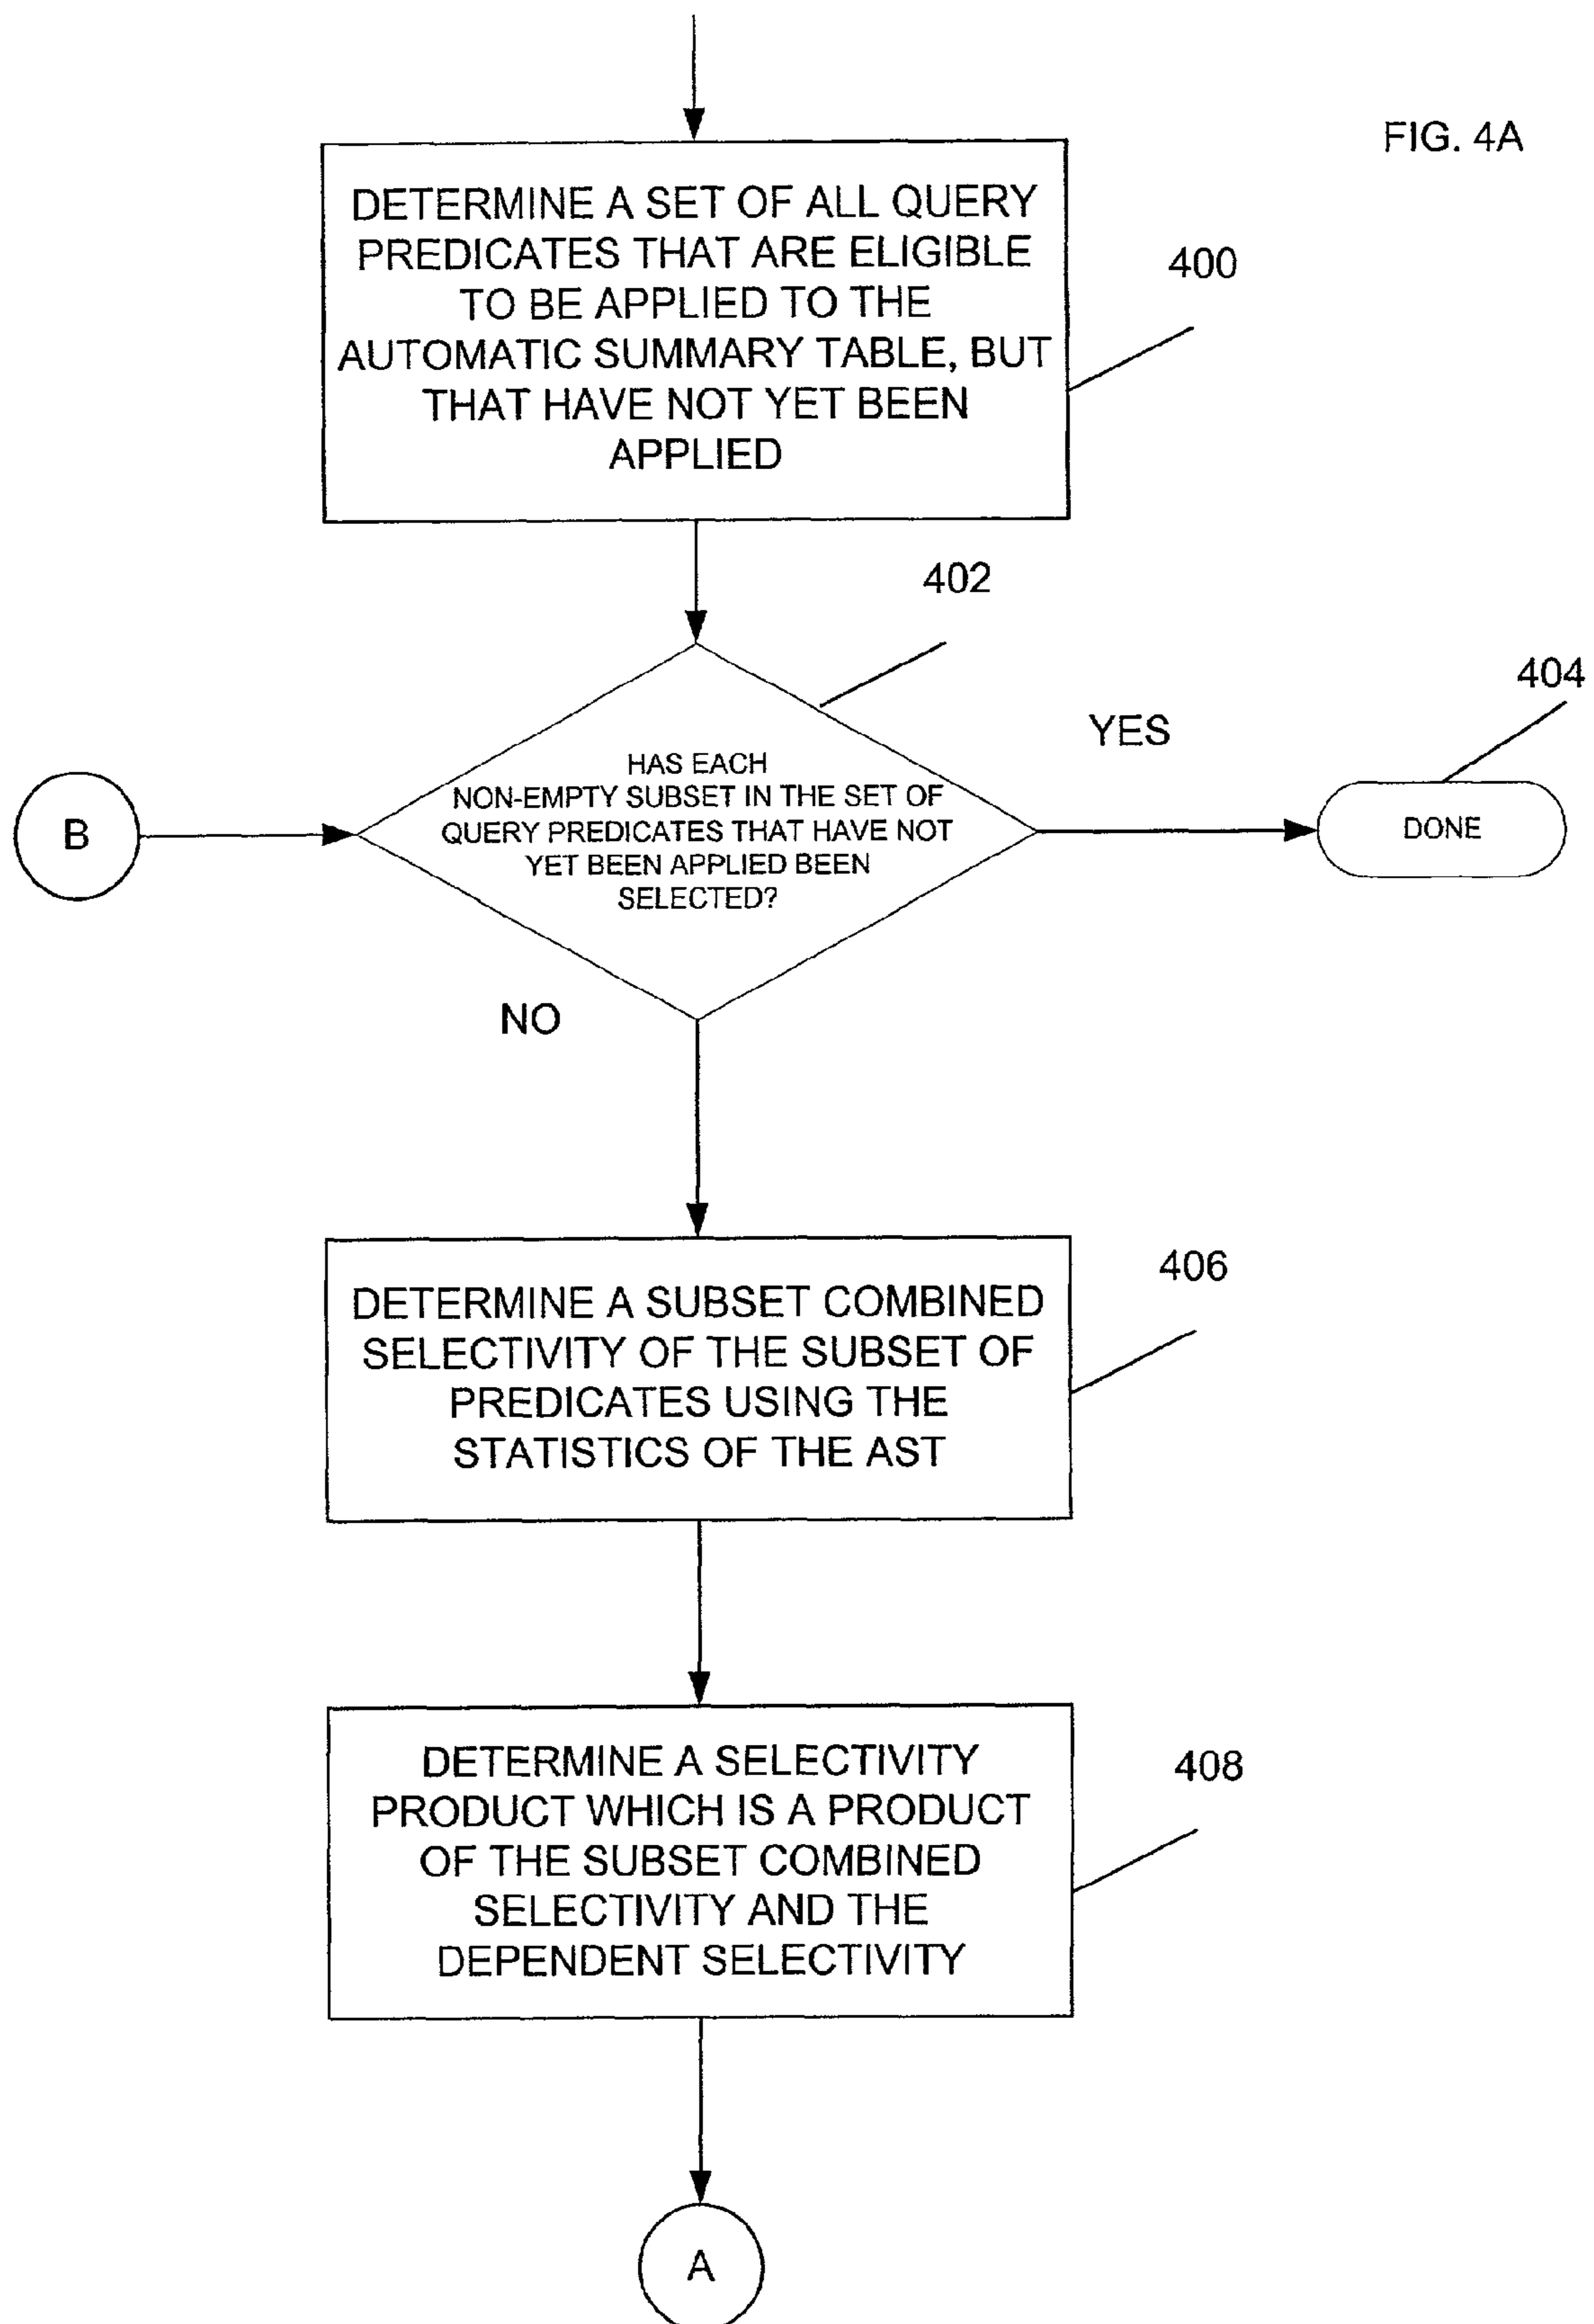 FIG. 4A
DETERMINE A SET OF ALL QUERY
PREDICATES THAT ARE ELIGIBLE
TO BE APPLIED TO THE
AUTOMATIC SUMMARY TABLE, BUT
THAT HAVE NOT YET BEEN
APPLIED
400
402
404
YES
HAS EACH
NON-EMPTY SUBSET IN THE SET OF
QUERY PREDICATES THAT HAVE NOT
YET BEEN APPLIED BEEN
SELECTED?
B
DONE
NO
406
DETERMINE A SUBSET COMBINED
SELECTIVITY OF THE SUBSET OF
PREDICATES USING THE
STATISTICS OF THE AST
408
DETERMINE A SELECTIVITY
PRODUCT WHICH IS A PRODUCT
OF THE SUBSET COMBINED
SELECTIVITY AND THE
DEPENDENT SELECTIVITY
A